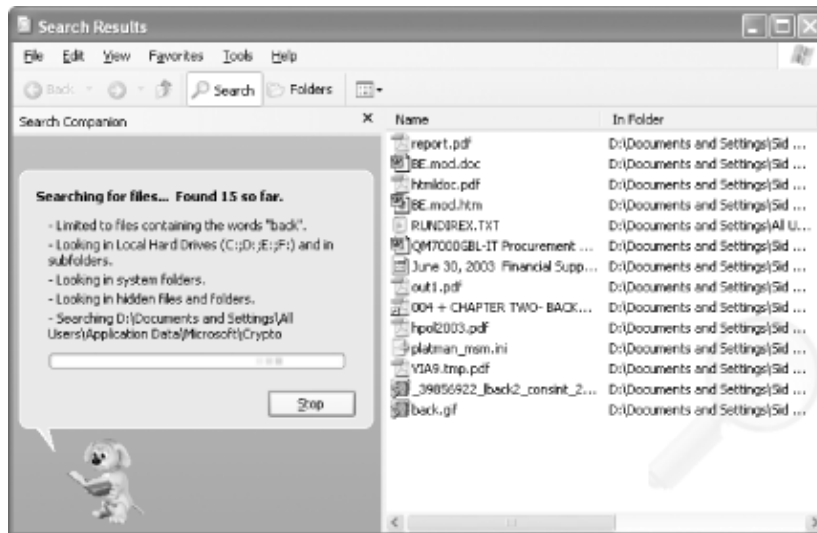 Search Results
File Edit View Favorites Tools Help
Back Search Folders
Search Companion
Name In Folder
Searching for files... Found 15 so far.
- Limited to files containing the words "back".
- Looking in Local Hard Drives (C:;D:;E:;F:) and in
subfolders.
- Looking in system folders.
- Looking in hidden files and folders.
- Searching D:\Documents and Settings\All
Users\Application Data\Microsoft\Crypto
Stop
report.pdf D:\Documents and Settings\Sid ...
BE.mod.doc D:\Documents and Settings\Sid ...
htmldoc.pdf D:\Documents and Settings\Sid ...
BE.mod.htm D:\Documents and Settings\Sid ...
RUNDIREX.TXT D:\Documents and Settings\All U...
QM7000GBL-IT Procurement ... D:\Documents and Settings\Sid ...
June 30, 2003 Financial Supp... D:\Documents and Settings\Sid ...
out1.pdf D:\Documents and Settings\Sid ...
004 + CHAPTER TWO- BACK... D:\Documents and Settings\Sid ...
hpol2003.pdf D:\Documents and Settings\Sid ...
platman_msm.ini D:\Documents and Settings\Sid ...
VIA9.tmp.pdf D:\Documents and Settings\Sid ...
_39856922_lback2_consint_2... D:\Documents and Settings\Sid ...
back.gif D:\Documents and Settings\Sid ...